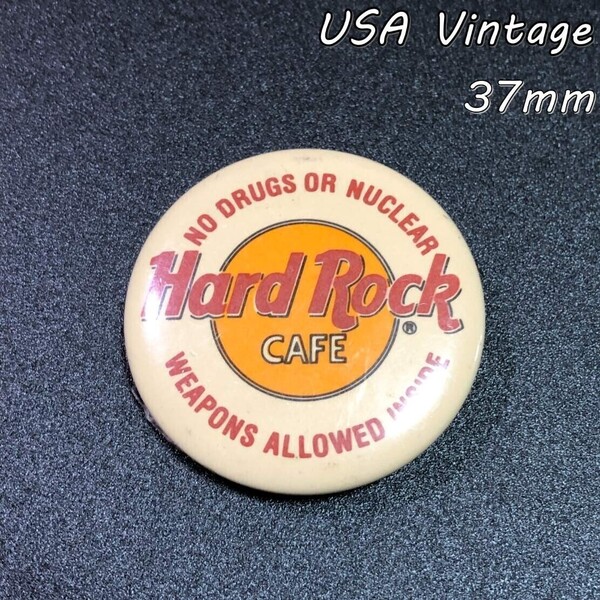 USA Vintage
37mm
NO DRUGS OR NUCLEAR
Hard Rock
®
CAFE
WEAPONS ALLOWED INSIDE